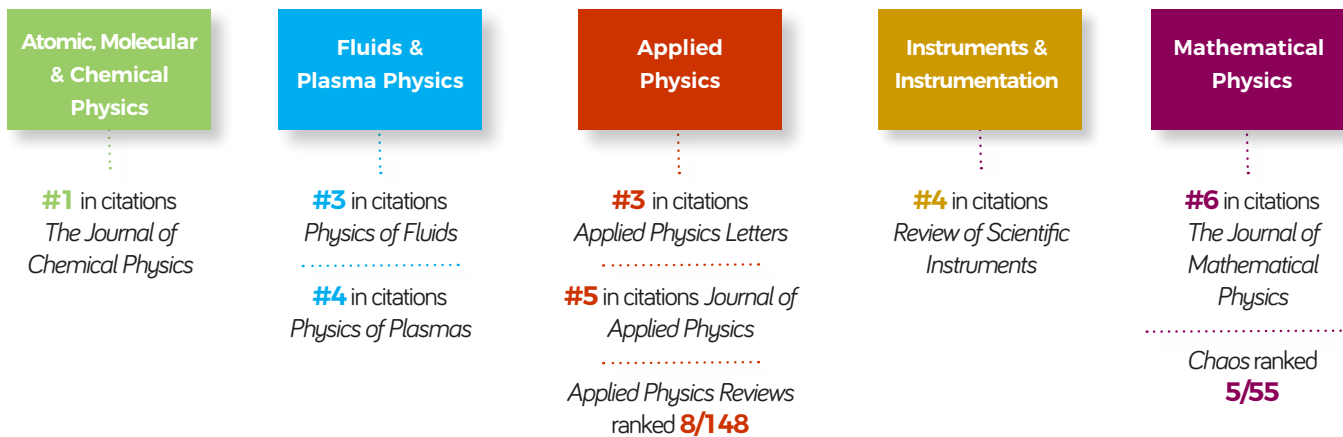 Atomic, Molecular
& Chemical
Physics
#1 in citations
The Journal of
Chemical Physics
Fluids &
Plasma Physics
#3 in citations
Physics of Fluids
#4 in citations
Physics of Plasmas
Applied
Physics
#3 in citations
Applied Physics Letters
#5 in citations Journal of
Applied Physics
Applied Physics Reviews
ranked 8/148
Instruments &
Instrumentation
#4 in citations
Review of Scientific
Instruments
Mathematical
Physics
#6 in citations
The Journal of
Mathematical
Physics
Chaos ranked
5/55